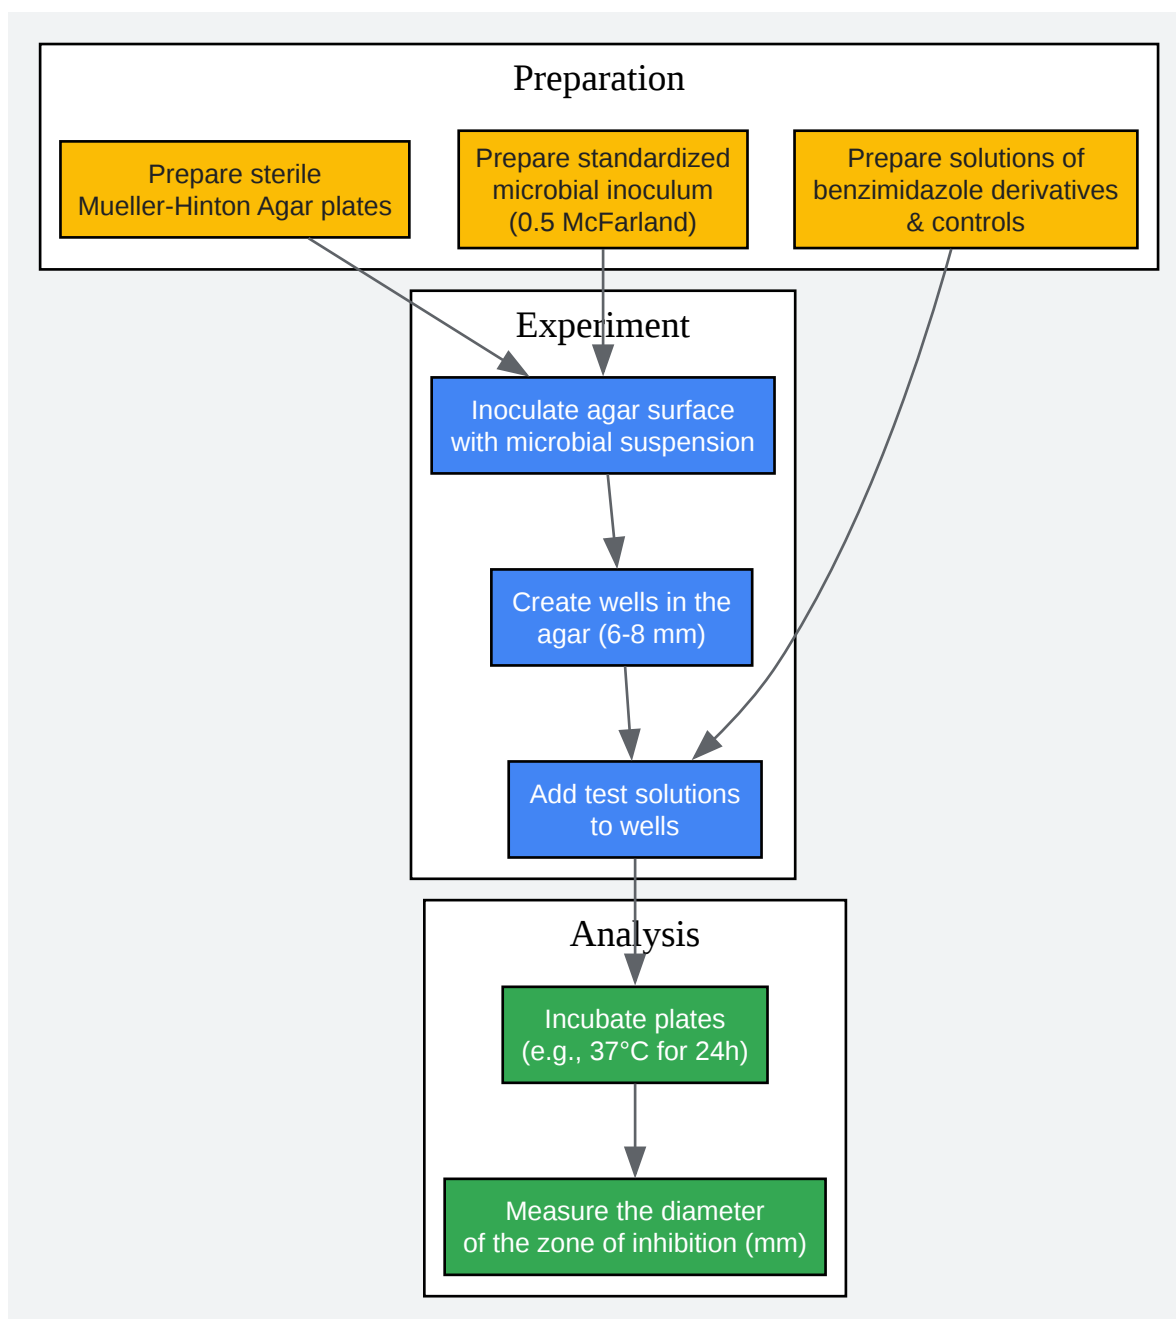 Preparation
Prepare sterile
Mueller-Hinton Agar plates
Prepare standardized
microbial inoculum
(0.5 McFarland)
Prepare solutions of
benzimidazole derivatives
& controls
Experiment
Inoculate agar surface
with microbial suspension
Create wells in the
agar (6-8 mm)
Add test solutions
to wells
Analysis
Incubate plates
(e.g., 37°C for 24h)
Measure the diameter
of the zone of inhibition (mm)